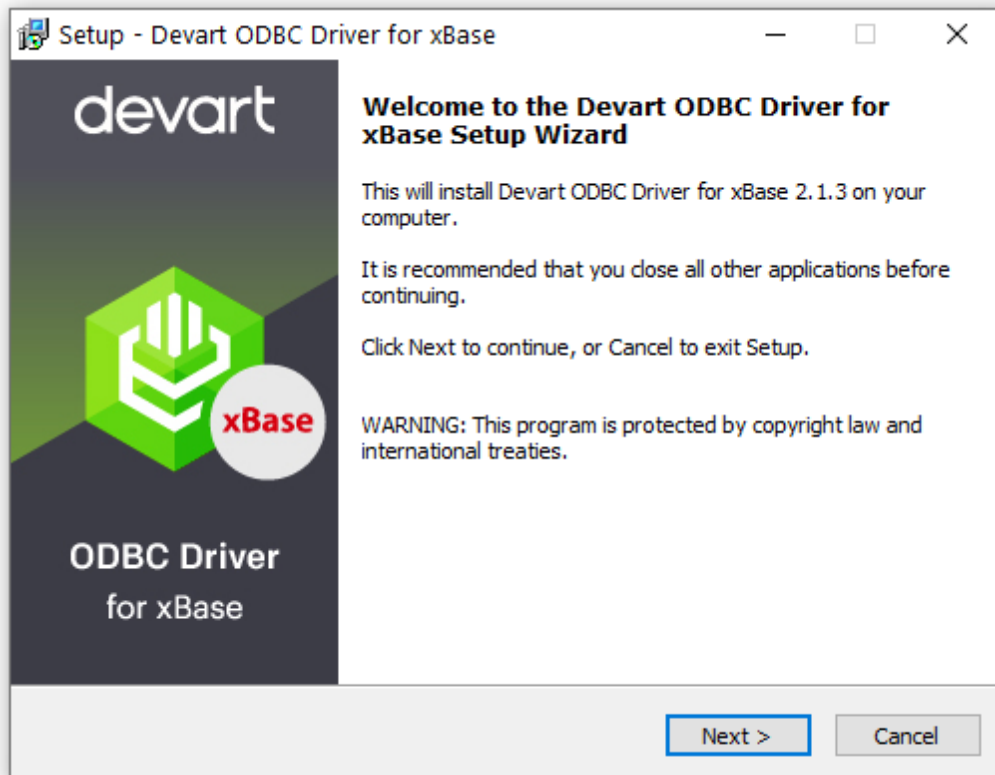 Setup - Devart ODBC Driver for xBase
devart
Welcome to the Devart ODBC Driver for
xBase Setup Wizard
This will install Devart ODBC Driver for xBase 2.1.3 on your
computer.
It is recommended that you close all other applications before
continuing.
Click Next to continue, or Cancel to exit Setup.
WARNING: This program is protected by copyright law and
international treaties.
xBase
ODBC Driver
for xBase
Next >
Cancel